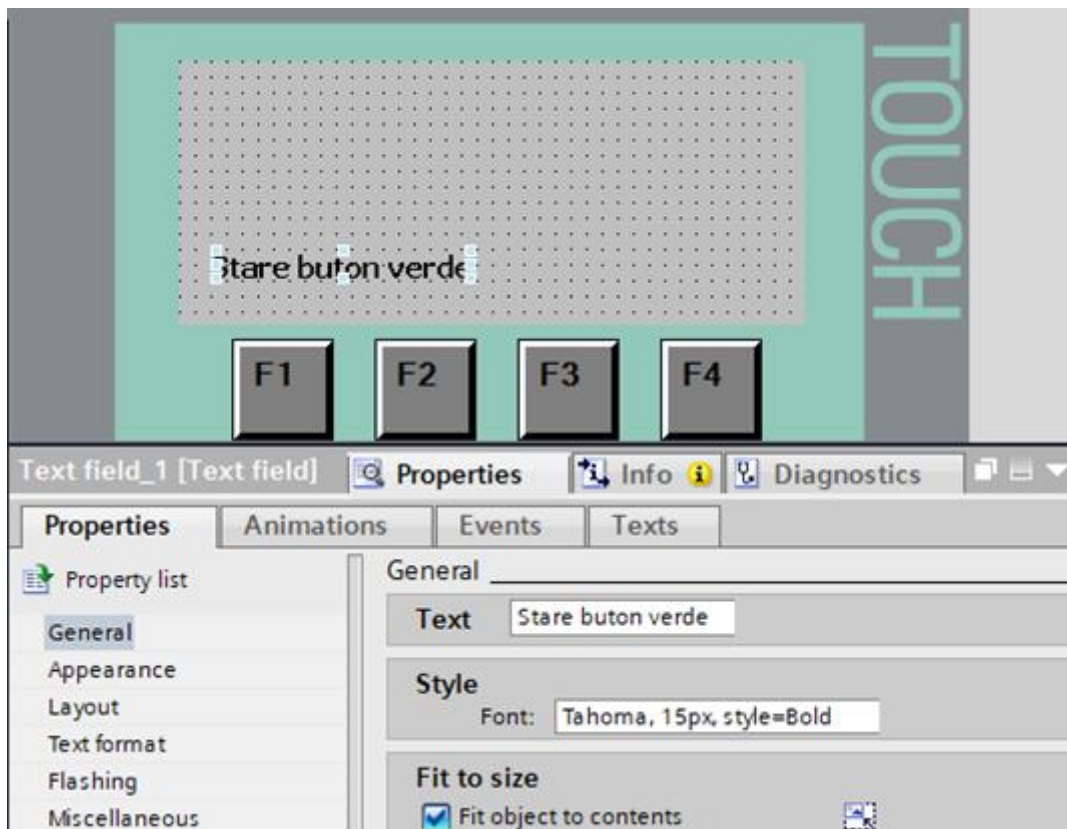 TOUCH
Stare buton verde
F1 F2 F3 F4
Text field_1 [Text field] Properties Info Diagnostics
Properties Animations Events Texts
Property list
General
Appearance
Layout
Text format
Flashing
Miscellaneous
General
Text Stare buton verde
Style
Font: Tahoma, 15px, style=Bold
Fit to size
Fit object to contents